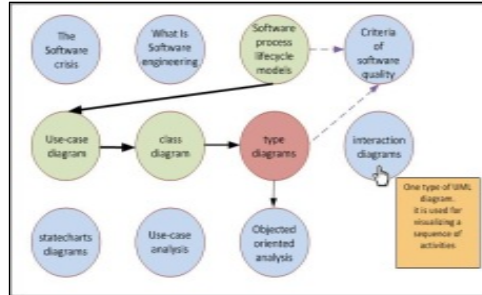 The
Software
crisis
What Is
Software
engineering
Software
process
lifecycle
models
Criteria
of
software
quality
Use-case
diagram
class
diagram
type
diagrams
interaction
diagrams
One type of UML
diagram.
it is used for
visualizing a
sequence of
activities
statecharts
diagrams
Use-case
analysis
Objected
oriented
analysis